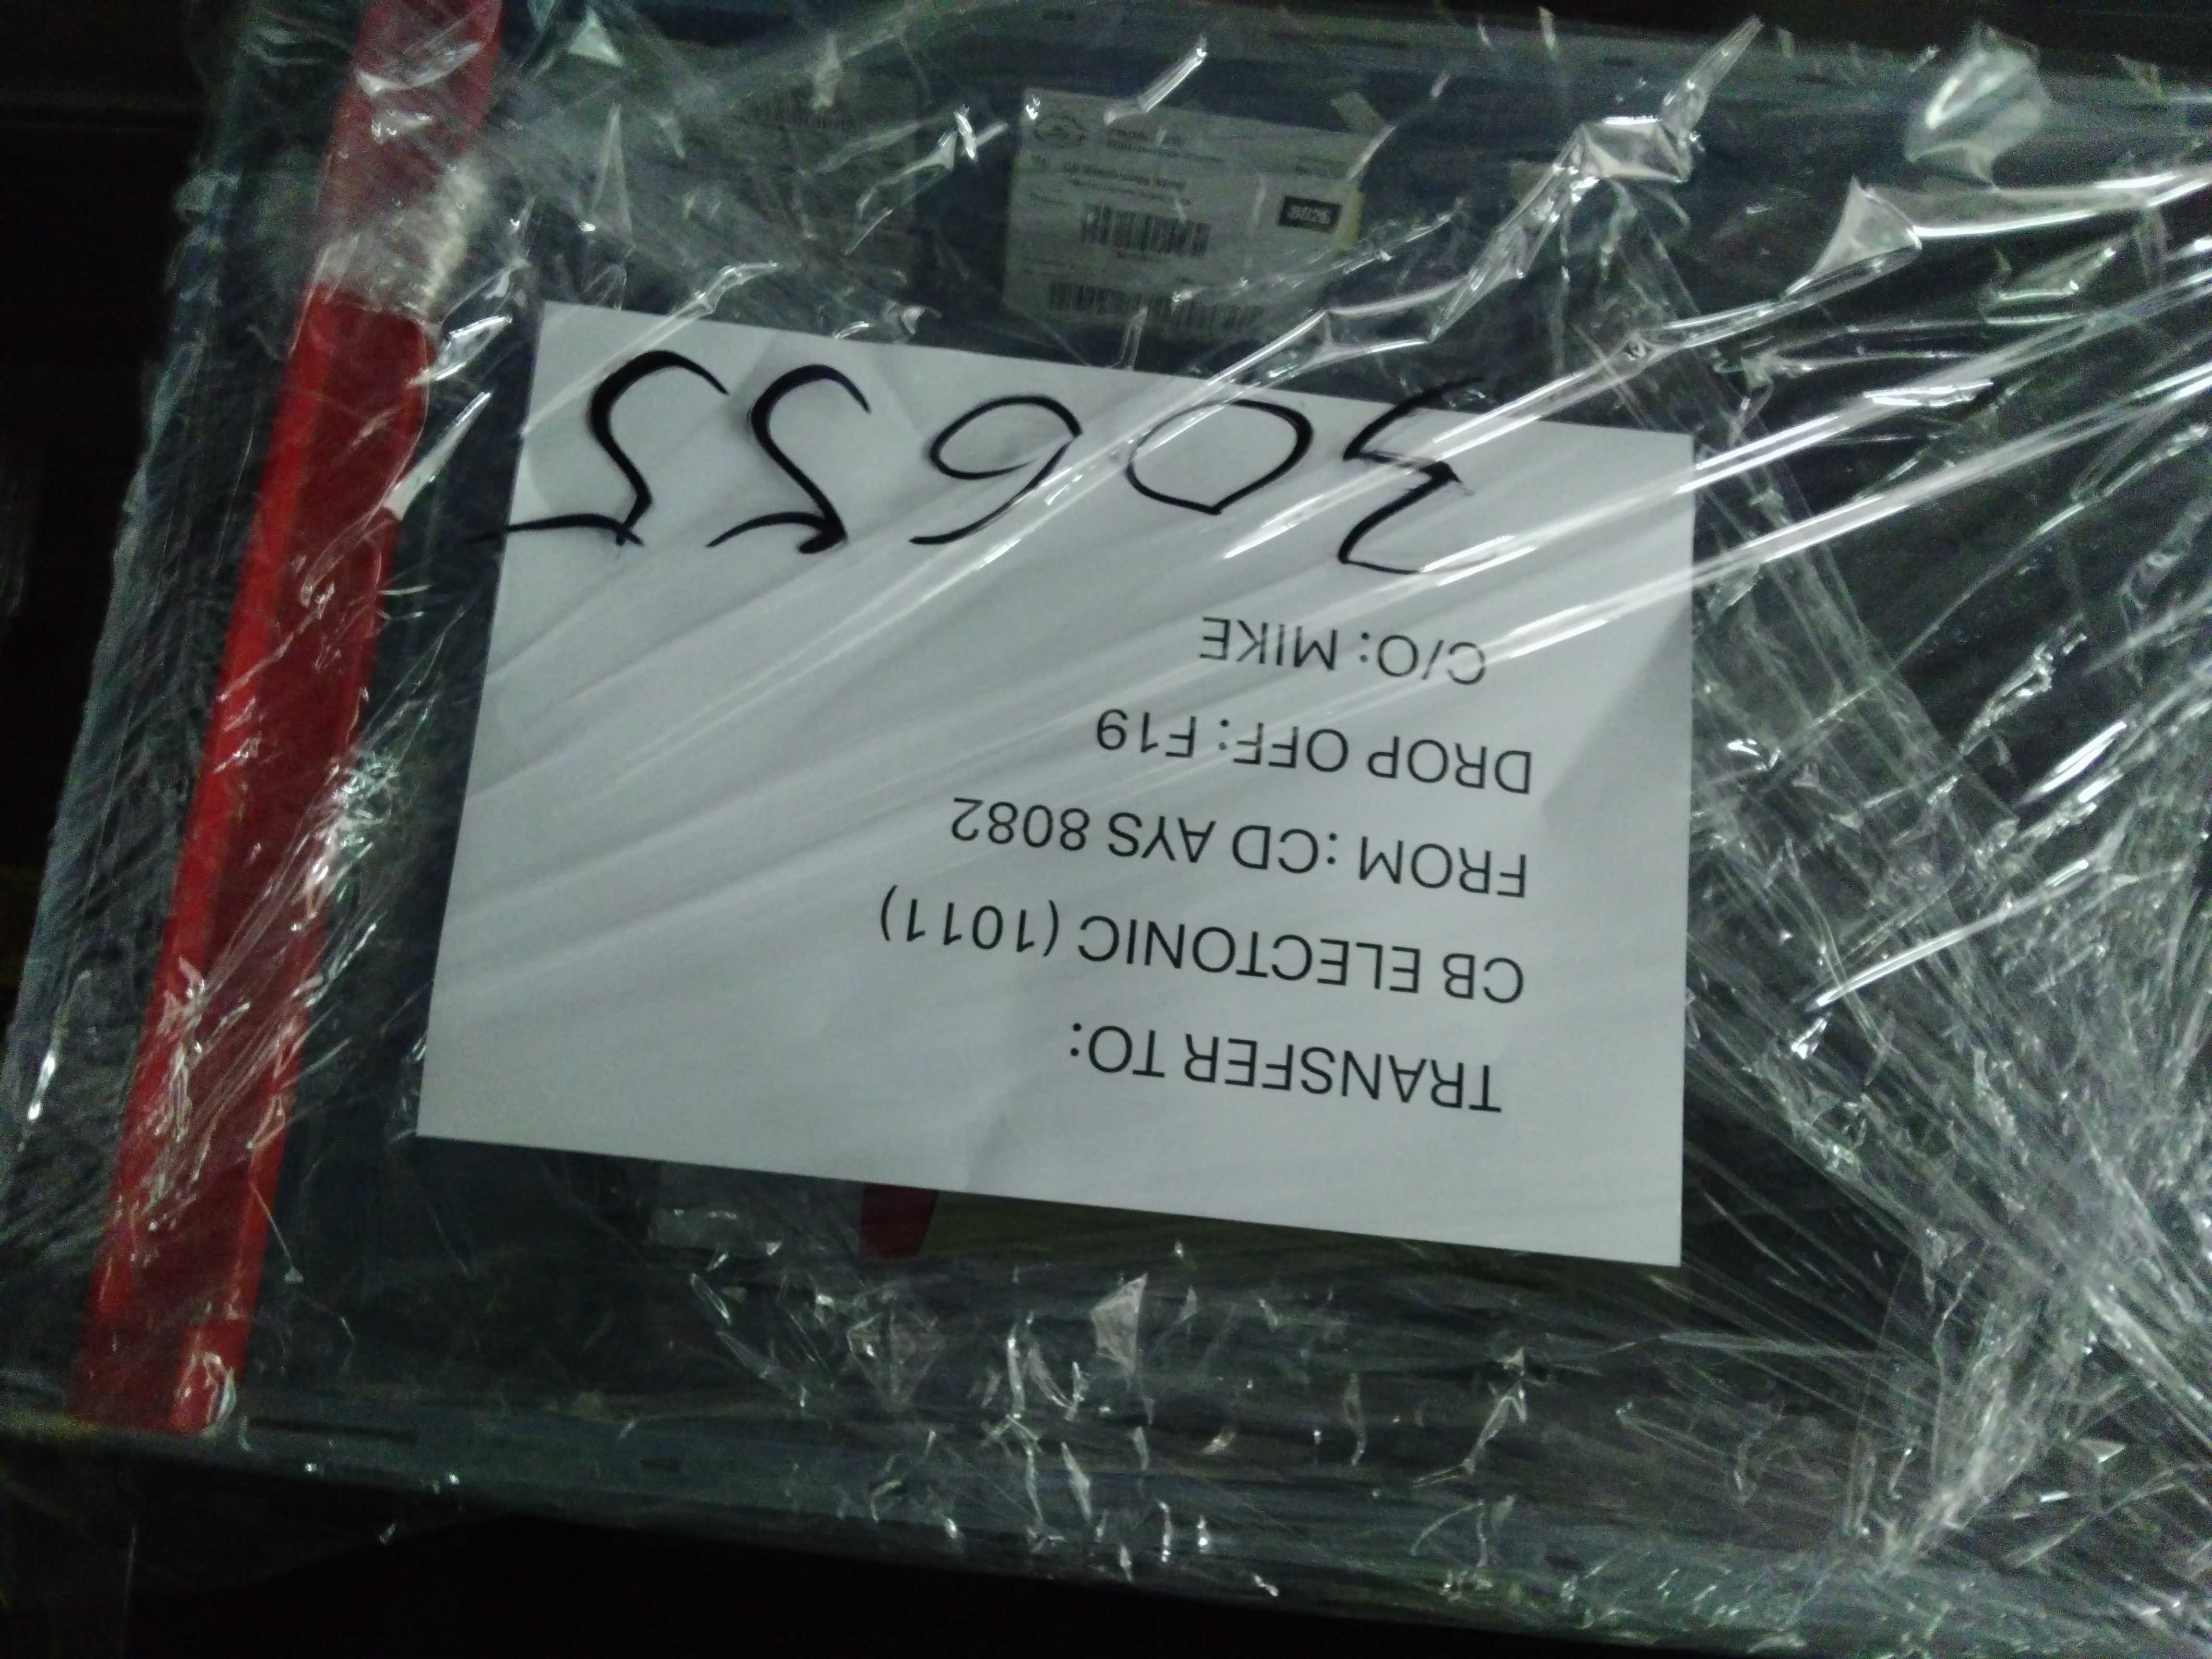 TRANSFER TO:
CB ELECTONIC (1011)
FROM :CD AYS 8082
DROP OFF: F19
C/O: MIKE
30655